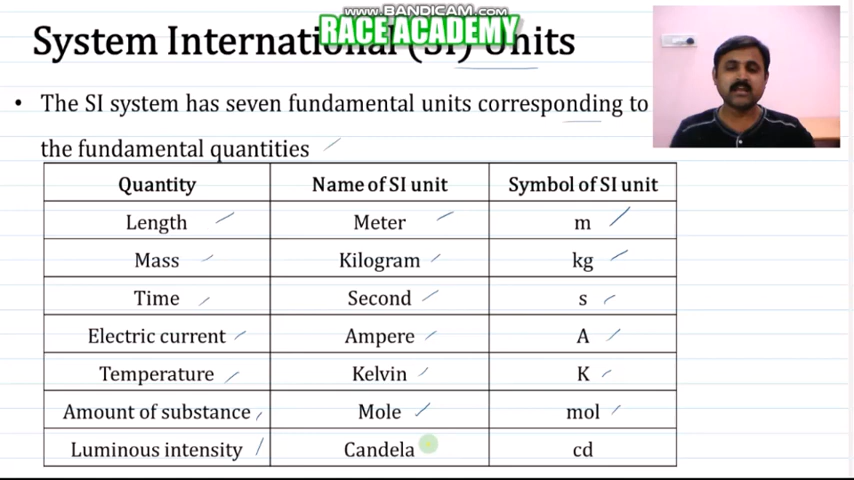 www.BANDICAM.com
RACE ACADEMY
System International (SI) Units
• The SI system has seven fundamental units corresponding to
the fundamental quantities
Quantity Name of SI unit Symbol of SI unit
Length Meter m
Mass Kilogram kg
Time Second s
Electric current Ampere A
Temperature Kelvin K
Amount of substance Mole mol
Luminous intensity Candela cd